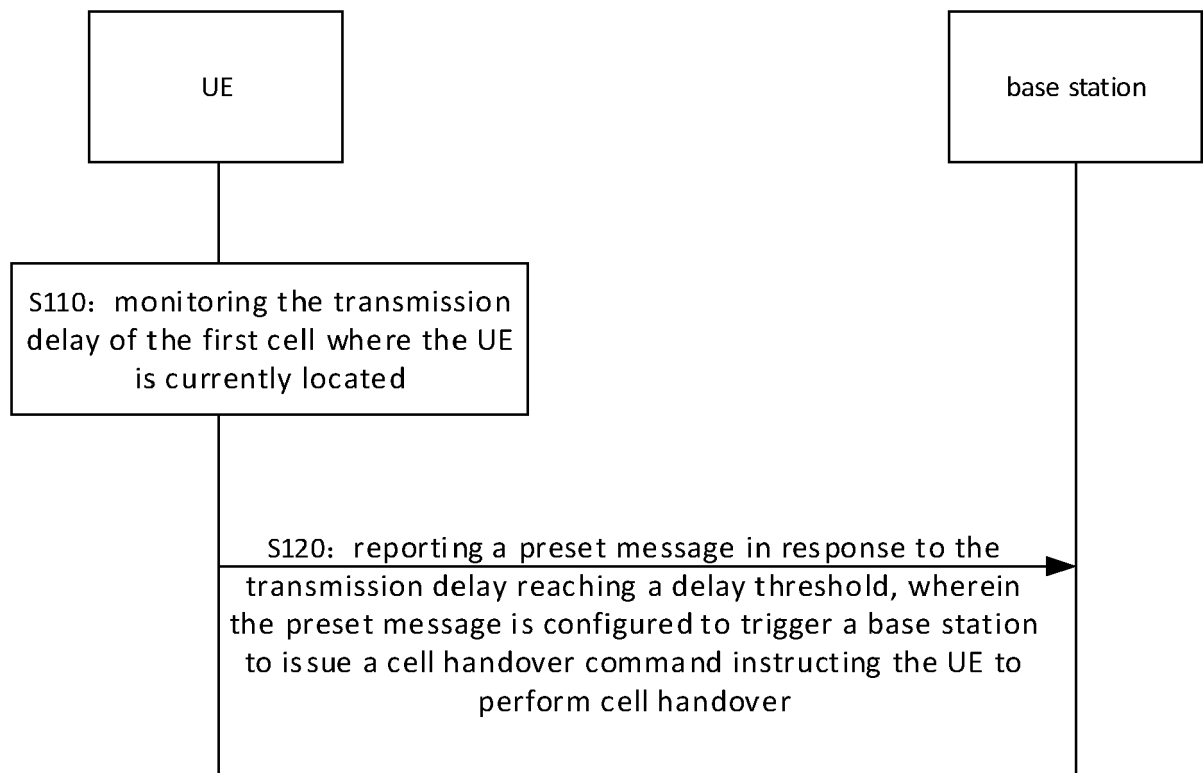 UE
base station
S110：monitoring the transmission
delay of the first cell where the UE
is currently located
S120：reporting a preset message in response to the
transmission delay reaching a delay threshold, wherein
the preset message is configured to trigger a base station
to issue a cell handover command instructing the UE to
perform cell handover